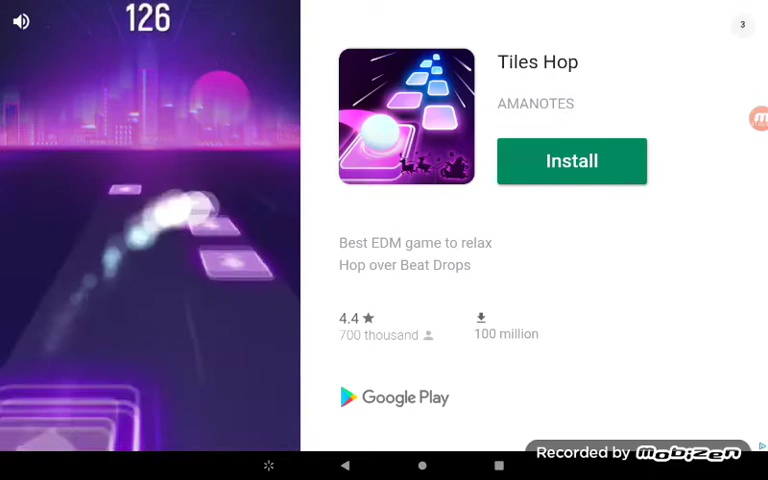 126
3
Tiles Hop
AMANOTES
Install
Best EDM game to relax
Hop over Beat Drops
4.4 ★
700 thousand
100 million
Google Play
Recorded by MOBIZEN